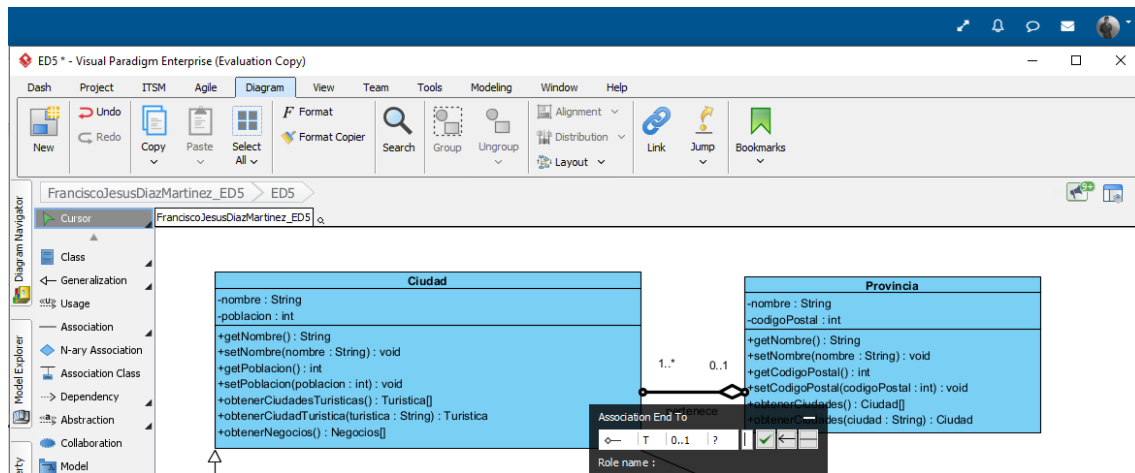 ED5 * - Visual Paradigm Enterprise (Evaluation Copy)
Dash Project ITSM Agile Diagram View Team Tools Modeling Window Help
New
Undo
Redo
Copy
Paste
Select
All
Format
Format Copier
Search
Group
Ungroup
Alignment
Distribution
Layout
Link
Jump
Bookmarks
FranciscoJesusDiazMartinez_ED5 ED5
9+
Diagram Navigator
Model Explorer
Cursor
Class
Generalization
Usage
Association
N-ary Association
Association Class
Dependency
Abstraction
Collaboration
Model
FranciscoJesusDiazMartinez_ED5
Ciudad
-nombre : String
-poblacion : int
+getNombre() : String
+setNombre(nombre : String) : void
+getPoblacion() : int
+setPoblacion(poblacion : int) : void
+obtenerCiudadesTuristicas() : Turistica[]
+obtenerCiudadTuristica(turistica : String) : Turistica
+obtenerNegocios() : Negocios[]
1..* 0..1
pertenece
Provincia
-nombre : String
-codigoPostal : int
+getNombre() : String
+setNombre(nombre : String) : void
+getCodigoPostal() : int
+setCodigoPostal(codigoPostal : int) : void
+obtenerCiudades() : Ciudad[]
+obtenerCiudades(ciudad : String) : Ciudad
Association End To
T 0..1 ?
Role name :